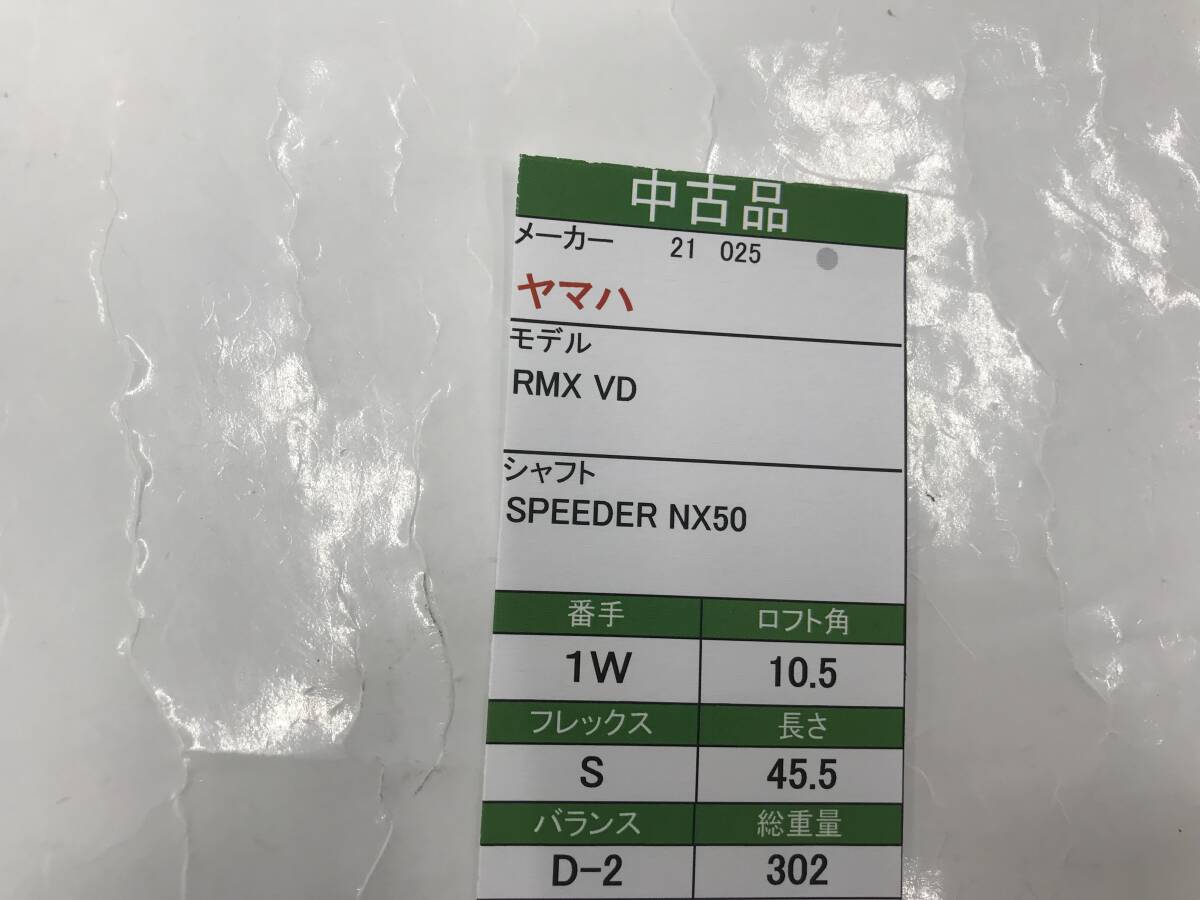 中古品
メーカー 21 025
ヤマハ
モデル
RMX VD
シャフト
SPEEDER NX50
番手 ロフト角
1W 10.5
フレックス 長さ
S 45.5
バランス 総重量
D-2 302